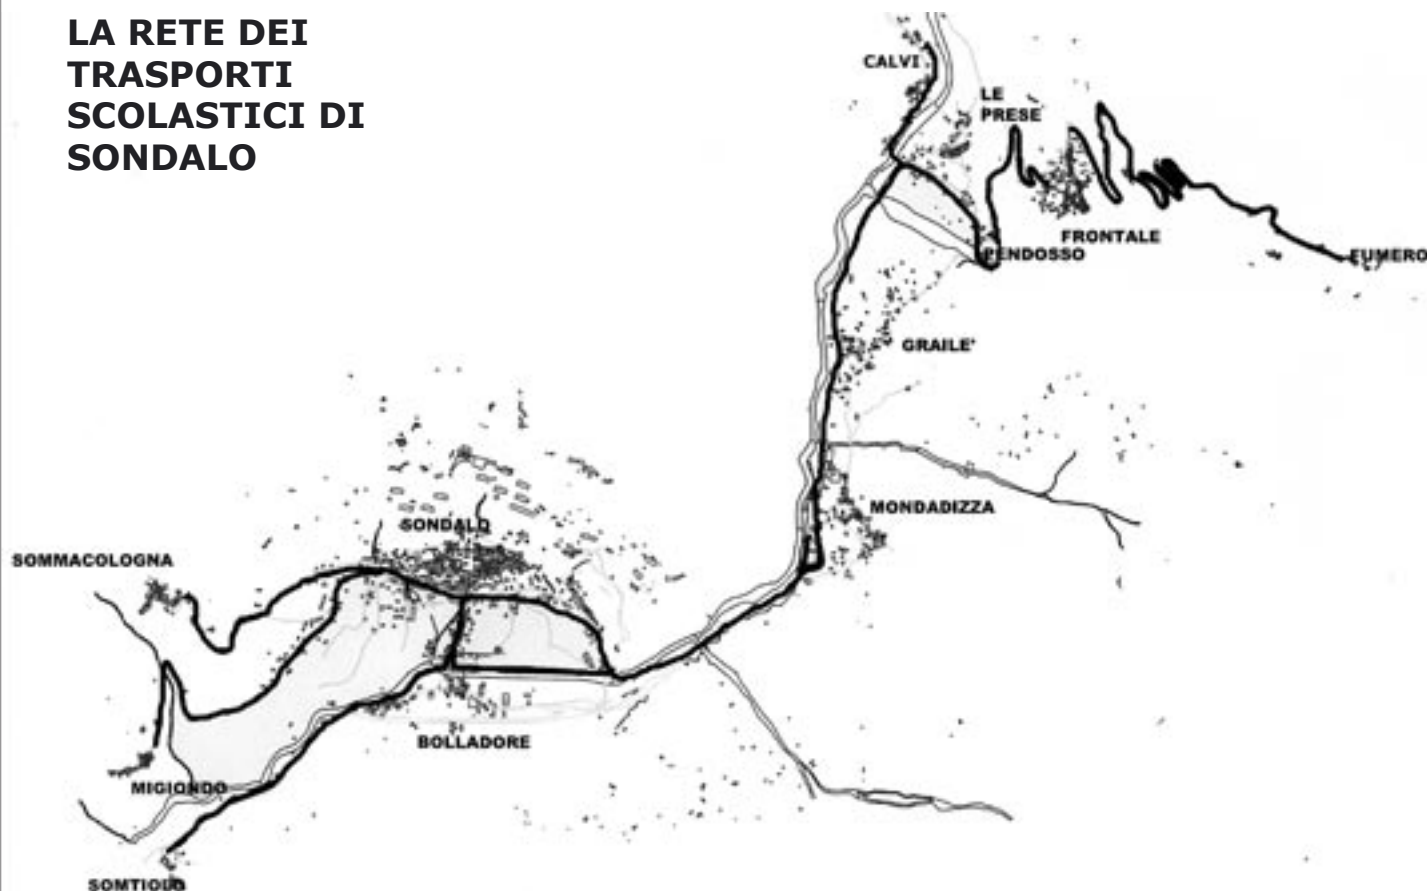 LA RETE DEI
TRASPORTI
SCOLASTICI DI
SONDALO
CALVI
LE
PRESE
FRONTALE
PENDOSSO
FUMERO
GRAILE'
MONDADIZZA
SONDALO
SOMMACOLOGNA
BOLLADORE
MIGIONDO
SOMTIOLO